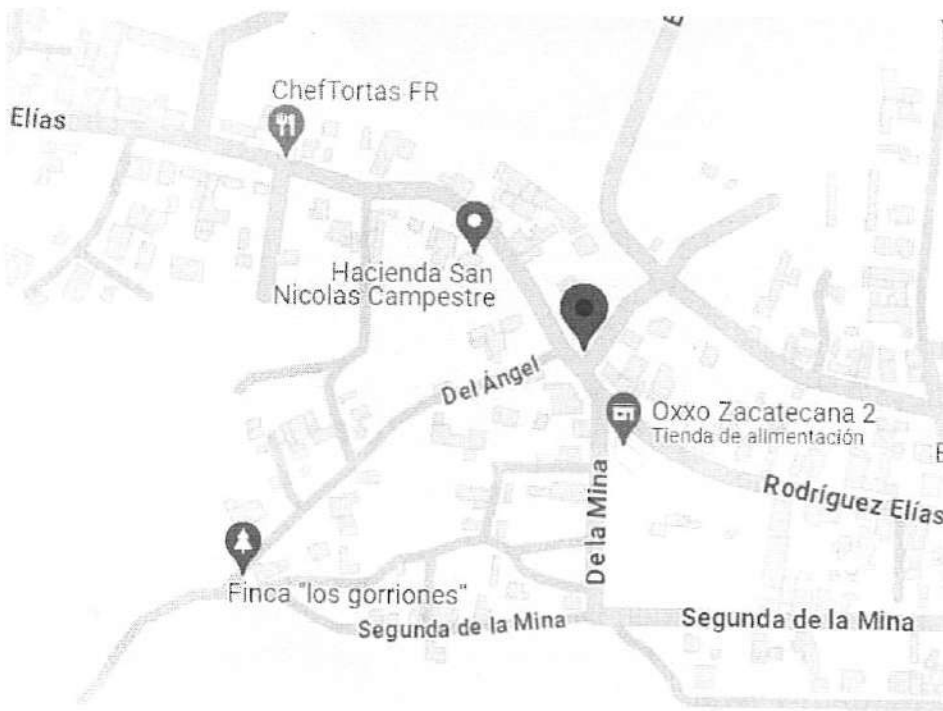 ChefTortas FR
Elías
Hacienda San
Nicolas Campestre
Del Ángel
Oxxo Zacatecana 2
Tienda de alimentación
Rodríguez Elías
De la Mina
Finca "los gorriones"
Segunda de la Mina
Segunda de la Mina